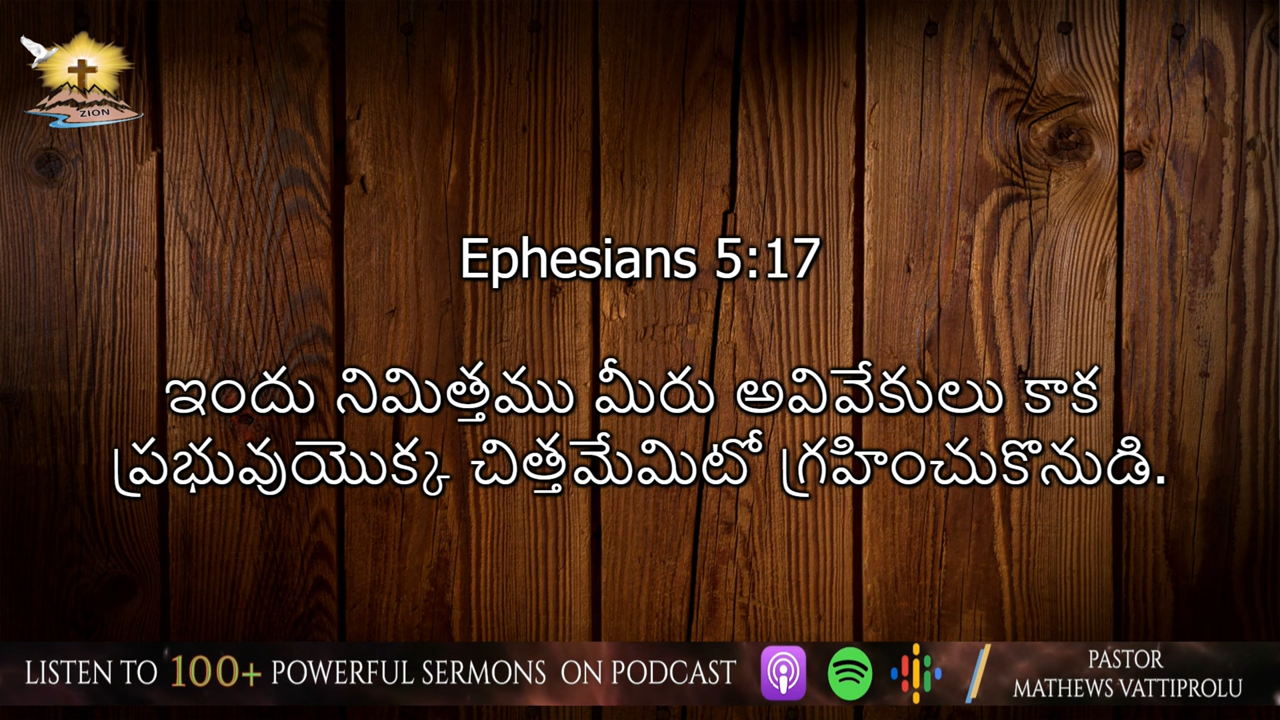 ZION
Ephesians 5:17
ఇందు నిమిత్తము మీరు అవివేకులు కాక
ప్రభువుయొక్క చిత్తమేమిటో గ్రహించుకొనుడి.
LISTEN TO 100+ POWERFUL SERMONS ON PODCAST
PASTOR
MATHEWS VATTIPROLU